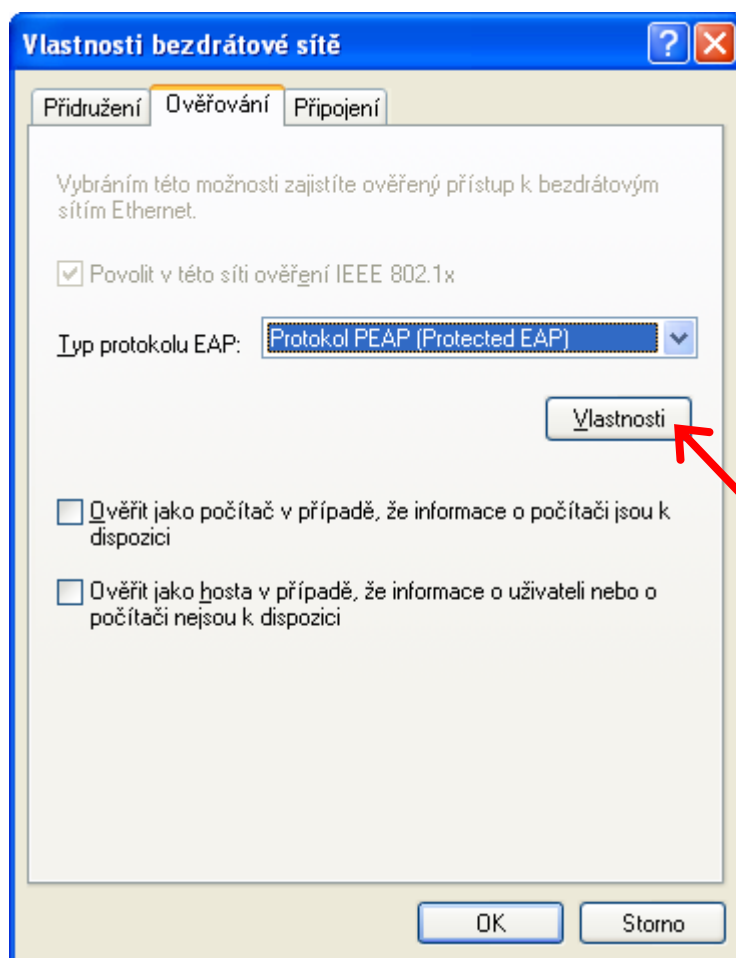 Vlastnosti bezdrátové sítě
Přidružení Ověřování Připojení
Vybráním této možnosti zajistíte ověřený přístup k bezdrátovým
sítím Ethernet.
Povolit v této síti ověření IEEE 802.1x
Typ protokolu EAP: Protokol PEAP (Protected EAP)
Vlastnosti
Ověřit jako počítač v případě, že informace o počítači jsou k
dispozici
Ověřit jako hosta v případě, že informace o uživateli nebo o
počítači nejsou k dispozici
OK Storno